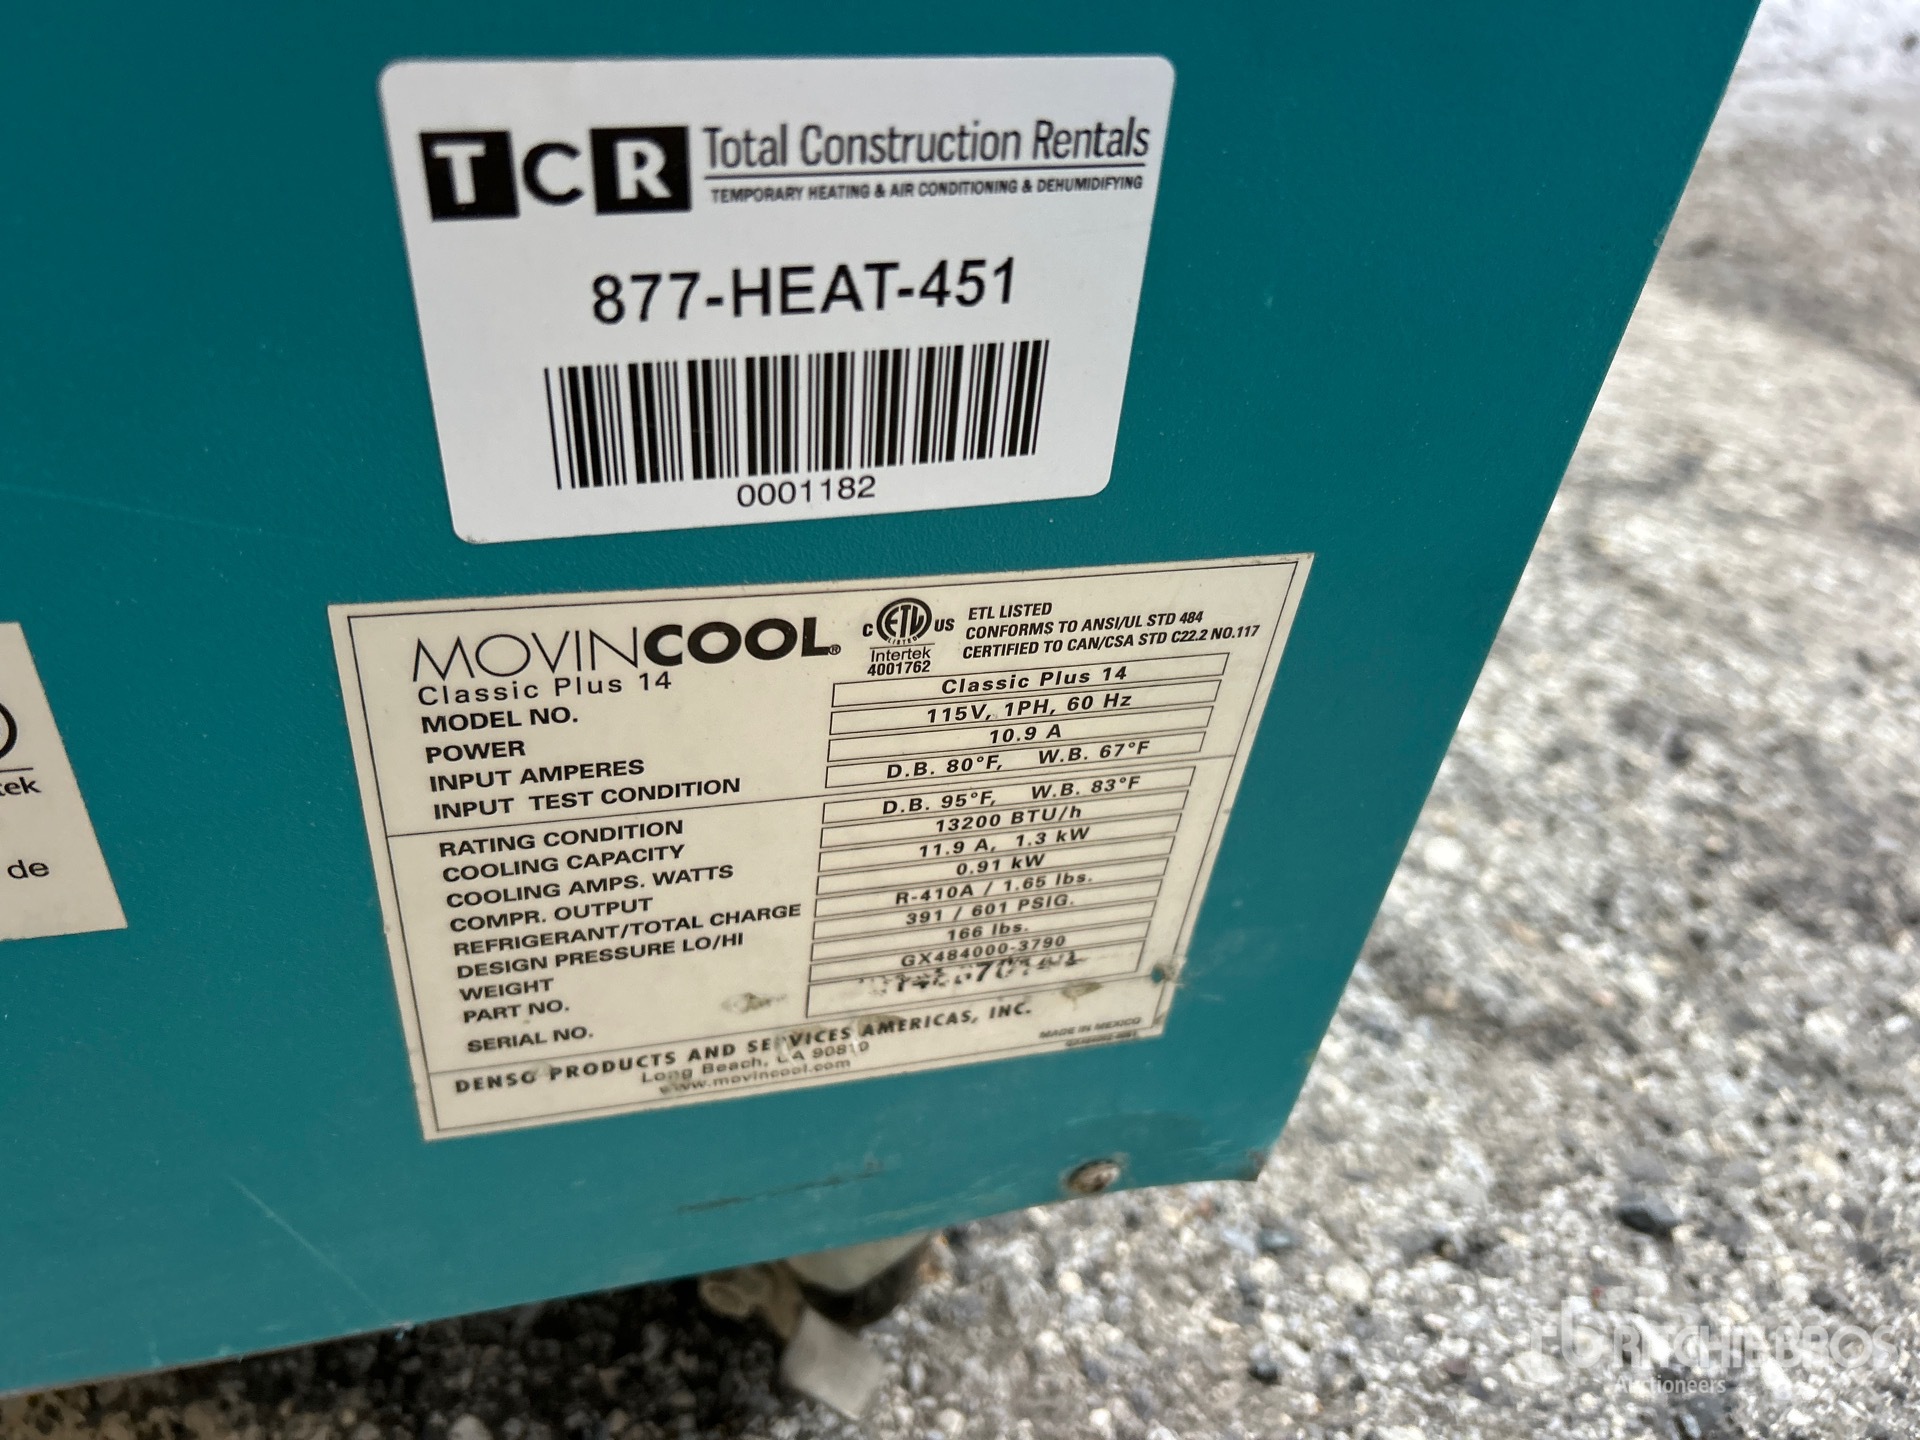 TCR Total Construction Rentals
TEMPORARY HEATING & AIR CONDITIONING & DEHUMIDIFYING
877-HEAT-451
0001182
MOVINCOOL®
Classic Plus 14
C ETL LISTED US
Intertek
4001762
ETL LISTED
CONFORMS TO ANSI/UL STD 484
CERTIFIED TO CAN/CSA STD C22.2 NO.117
MODEL NO. Classic Plus 14
POWER 115V, 1PH, 60 Hz
INPUT AMPERES 10.9 A
INPUT TEST CONDITION D.B. 80°F, W.B. 67°F
RATING CONDITION D.B. 95°F, W.B. 83°F
COOLING CAPACITY 13200 BTU/h
COOLING AMPS. WATTS 11.9 A, 1.3 kW
COMPR. OUTPUT 0.91 kW
REFRIGERANT/TOTAL CHARGE R-410A / 1.65 lbs.
DESIGN PRESSURE LO/HI 391 / 601 PSIG.
WEIGHT 166 lbs.
PART NO. GX484000-3790
SERIAL NO.
DENSO PRODUCTS AND SERVICES AMERICAS, INC.
Long Beach, CA 90810
www.movincool.com
MADE IN MEXICO
tek
de
rb RITCHIE BROS
Auctioneers